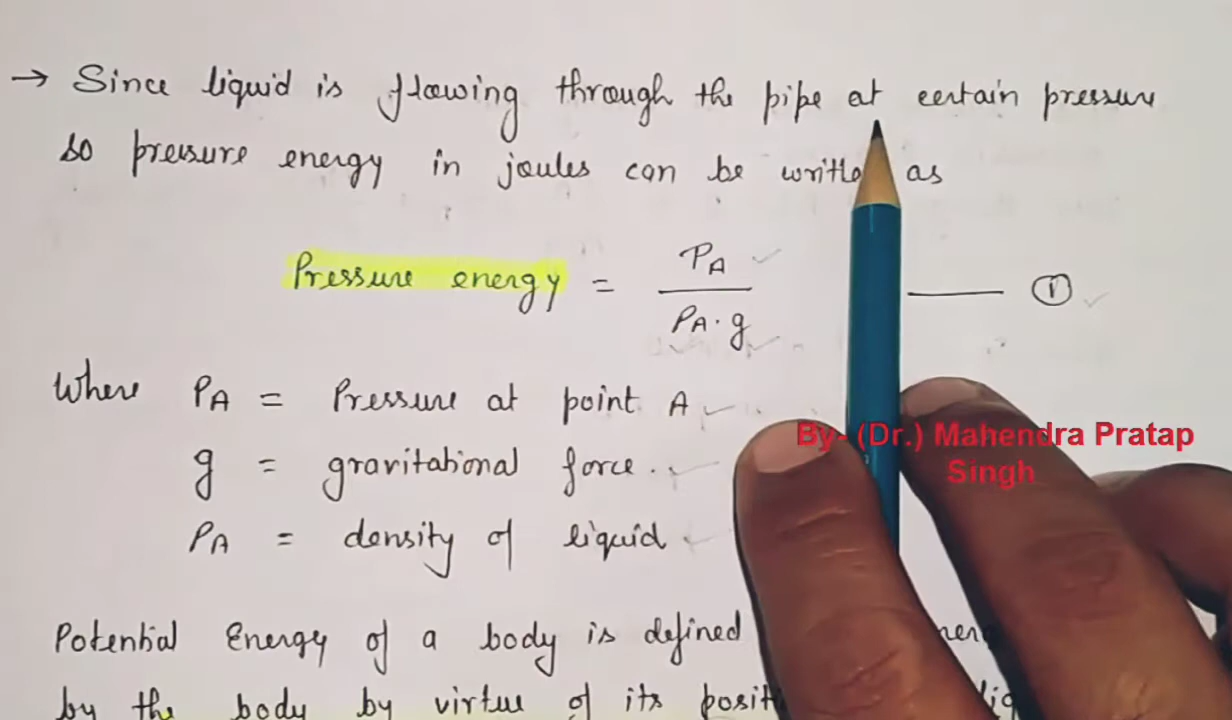 → Since liquid is flowing through the pipe at certain pressure
so pressure energy in joules can be as
Pressure energy = PA / ρA · g —— ①
Where PA = Pressure at point A
g = gravitational force.
ρA = density of liquid
Potential Energy of a body is defined
by the body by virtue of its
By- (Dr.) Mahendra Pratap
Singh